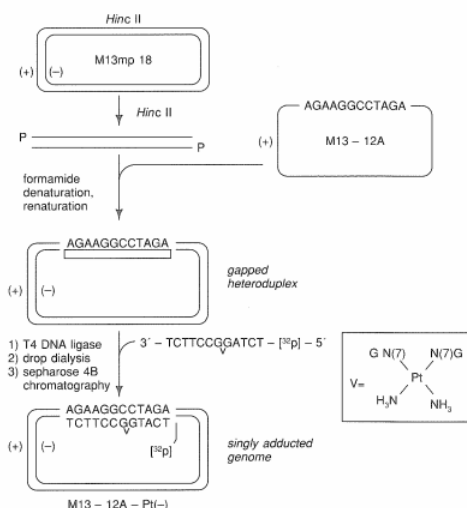 Hinc II
M13mp 18
(+) (–)
Hinc II
P
P
AGAAGGCCTAGA
(+)
M13 – 12A
formamide
denaturation,
renaturation
AGAAGGCCTAGA
gapped
heteroduplex
(+) (–)
1) T4 DNA ligase
2) drop dialysis
3) sepharose 4B
chromatography
3´ - TCTTCCGGATCT – [³²p] – 5´
V=
G N(7) N(7)G
Pt
H₃N NH₃
AGAAGGCCTAGA
TCTTCCGGTACT
(+) (–)
[³²p]
singly adducted
genome
M13 – 12A – Pt(–)